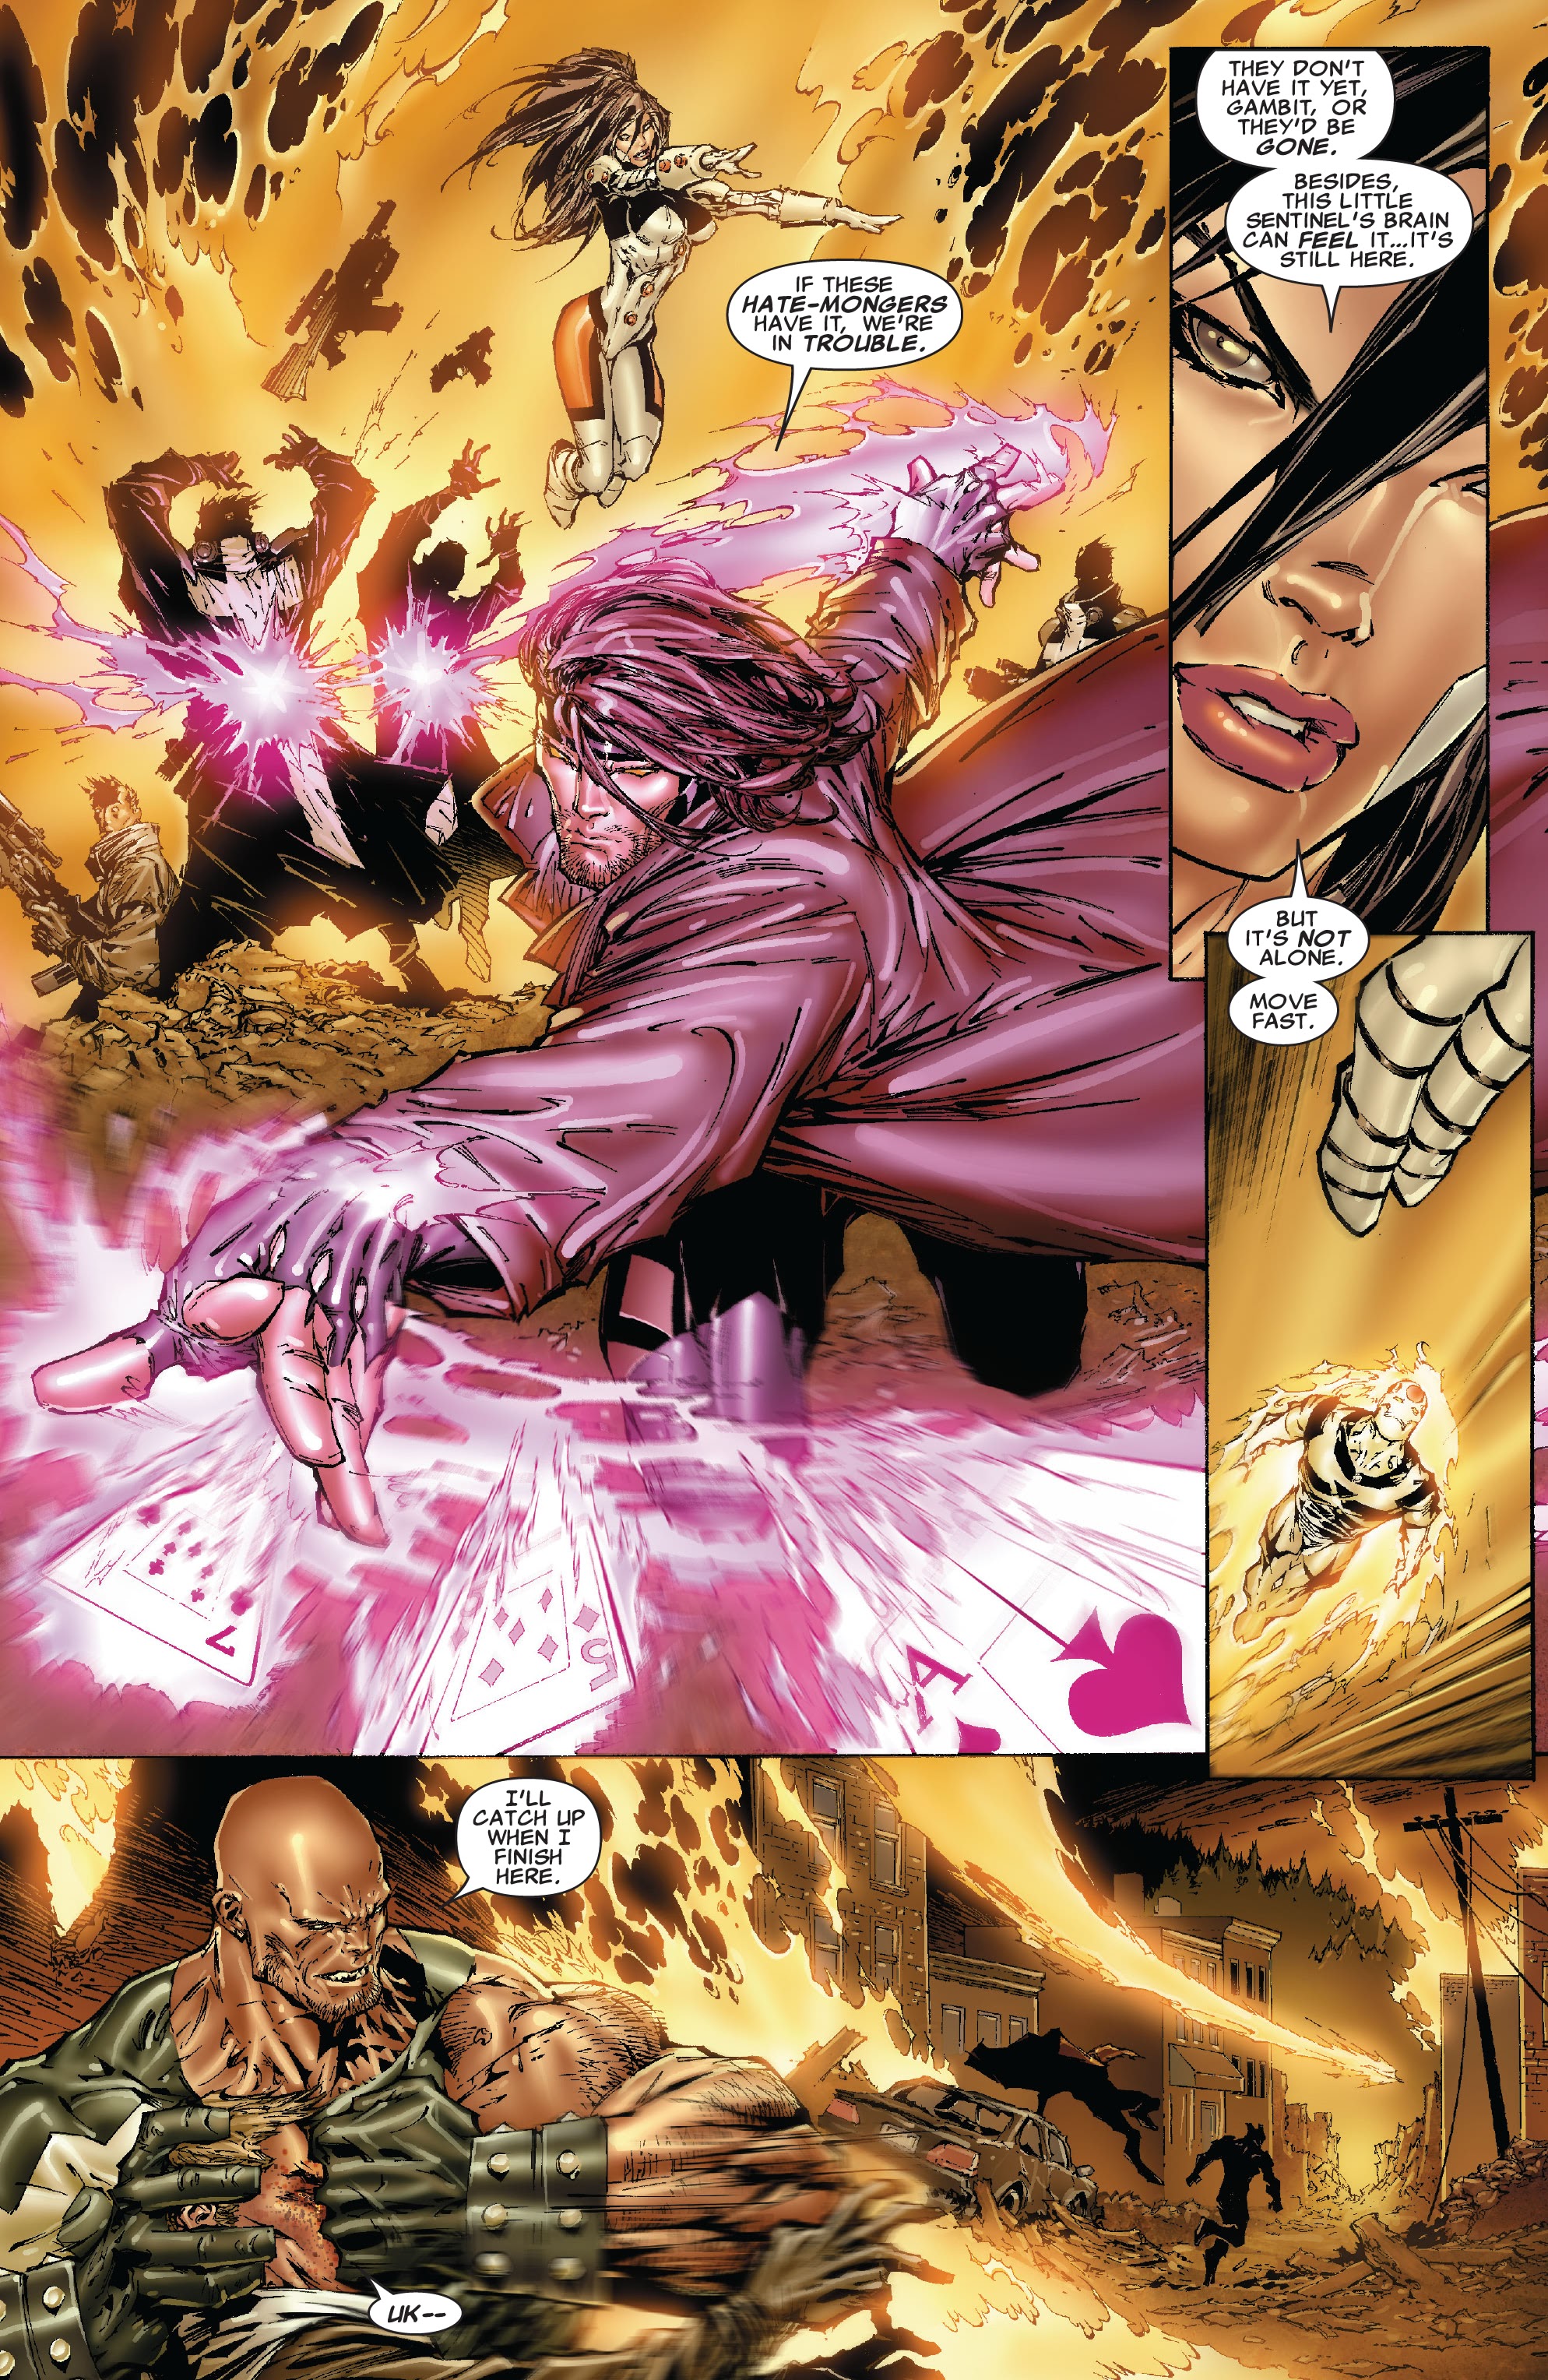 IF THESE
HATE-MONGERS
HAVE IT, WE'RE
IN TROUBLE.
THEY DON'T
HAVE IT YET,
GAMBIT, OR
THEY'D BE
GONE.
BESIDES,
THIS LITTLE
SENTINEL'S BRAIN
CAN FEEL IT...IT'S
STILL HERE.
BUT
IT'S NOT
ALONE.
MOVE
FAST.
7
5
A
I'LL
CATCH UP
WHEN I
FINISH
HERE.
UK--